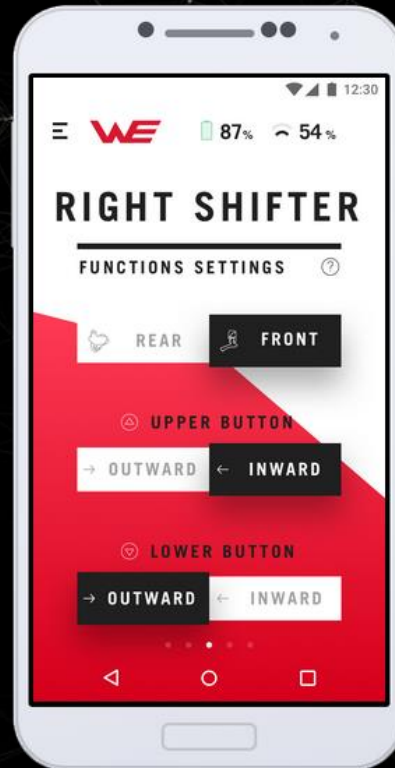 12:30
WE 87% 54%
RIGHT SHIFTER
FUNCTIONS SETTINGS ?
REAR FRONT
UPPER BUTTON
→ OUTWARD ← INWARD
LOWER BUTTON
→ OUTWARD ← INWARD